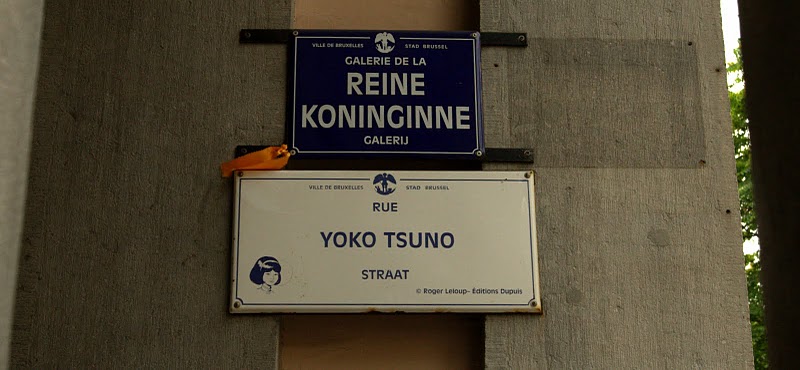 VILLE DE BRUXELLES STAD BRUSSEL
GALERIE DE LA
REINE
KONINGINNE
GALERIJ
VILLE DE BRUXELLES STAD BRUSSEL
RUE
YOKO TSUNO
STRAAT
© Roger Leloup- Éditions Dupuis